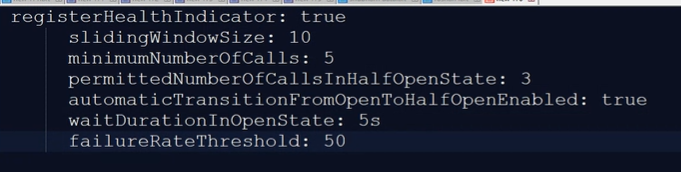 registerHealthIndicator: true
slidingWindowSize: 10
minimumNumberOfCalls: 5
permittedNumberOfCallsInHalfOpenState: 3
automaticTransitionFromOpenToHalfOpenEnabled: true
waitDurationInOpenState: 5s
failureRateThreshold: 50